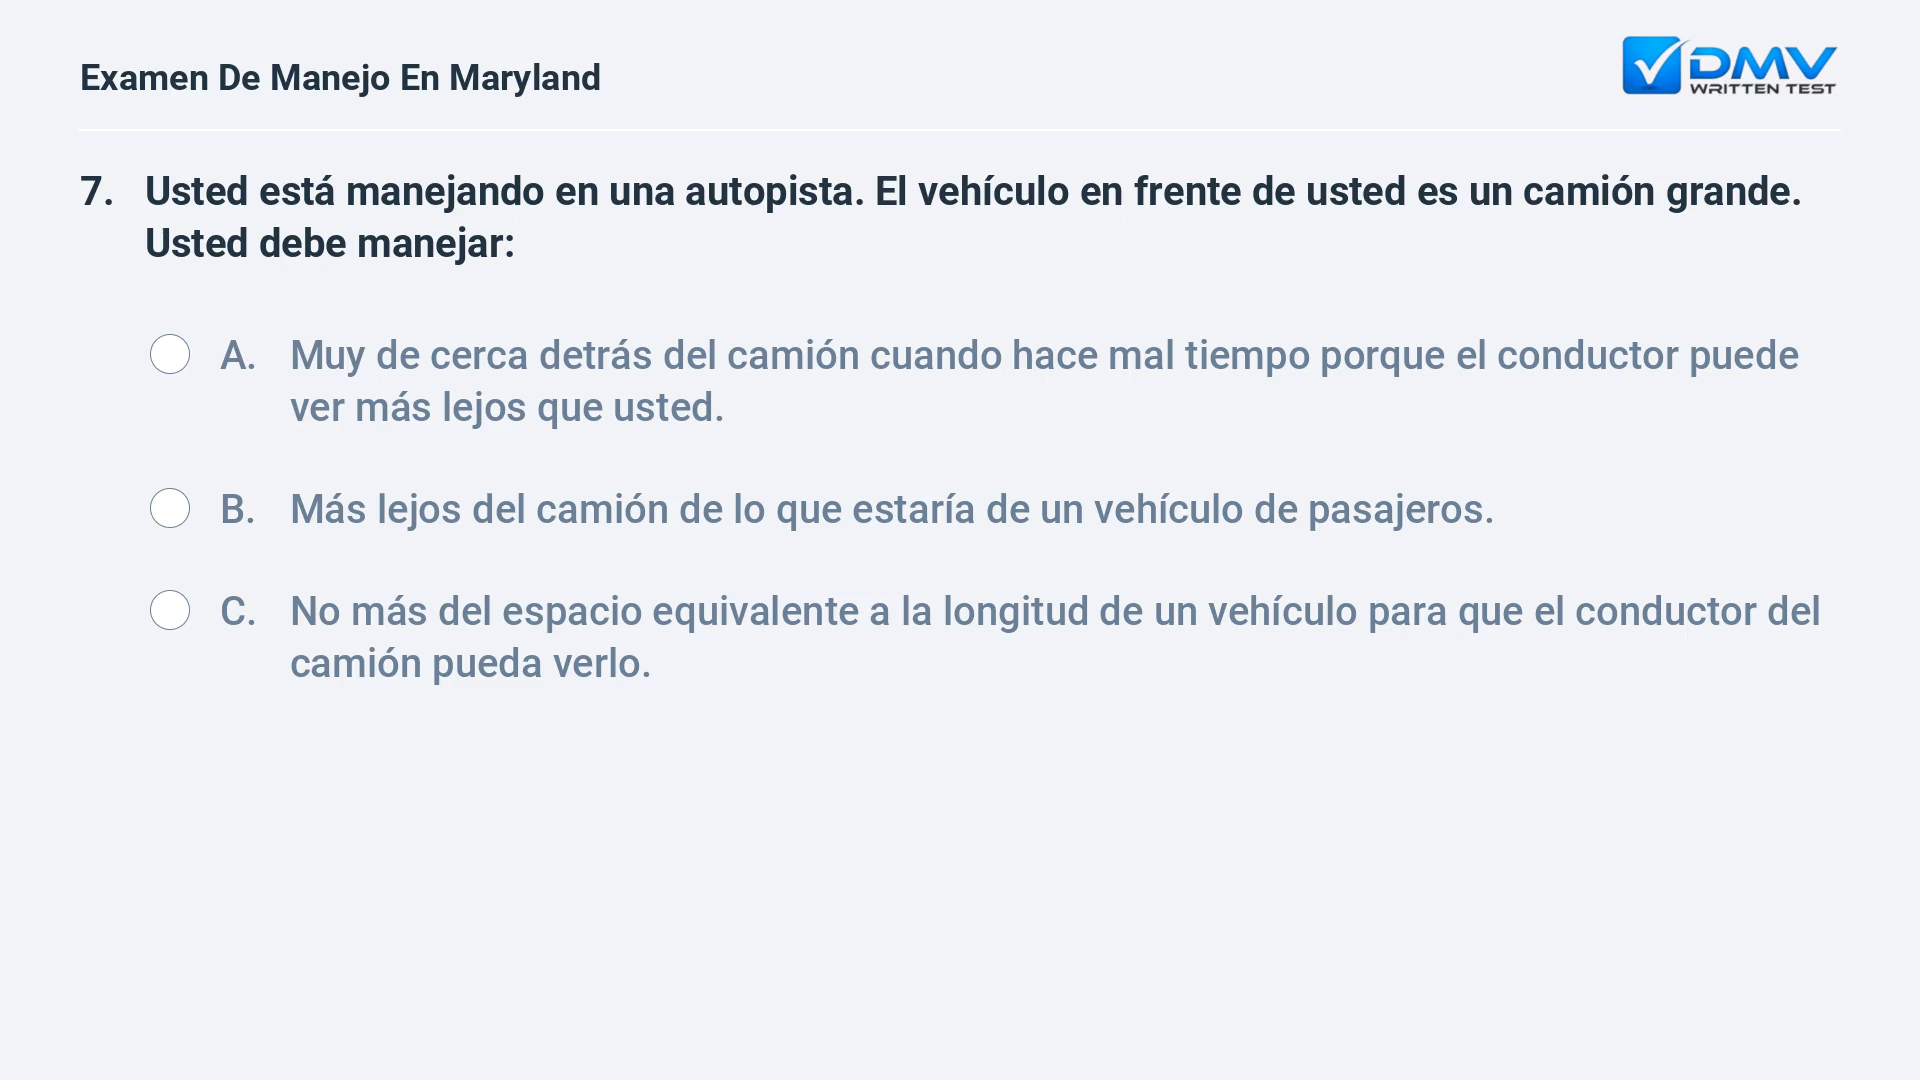 Examen De Manejo En Maryland
DMV
WRITTEN TEST
7. Usted está manejando en una autopista. El vehículo en frente de usted es un camión grande.
Usted debe manejar:
A. Muy de cerca detrás del camión cuando hace mal tiempo porque el conductor puede
ver más lejos que usted.
B. Más lejos del camión de lo que estaría de un vehículo de pasajeros.
C. No más del espacio equivalente a la longitud de un vehículo para que el conductor del
camión pueda verlo.